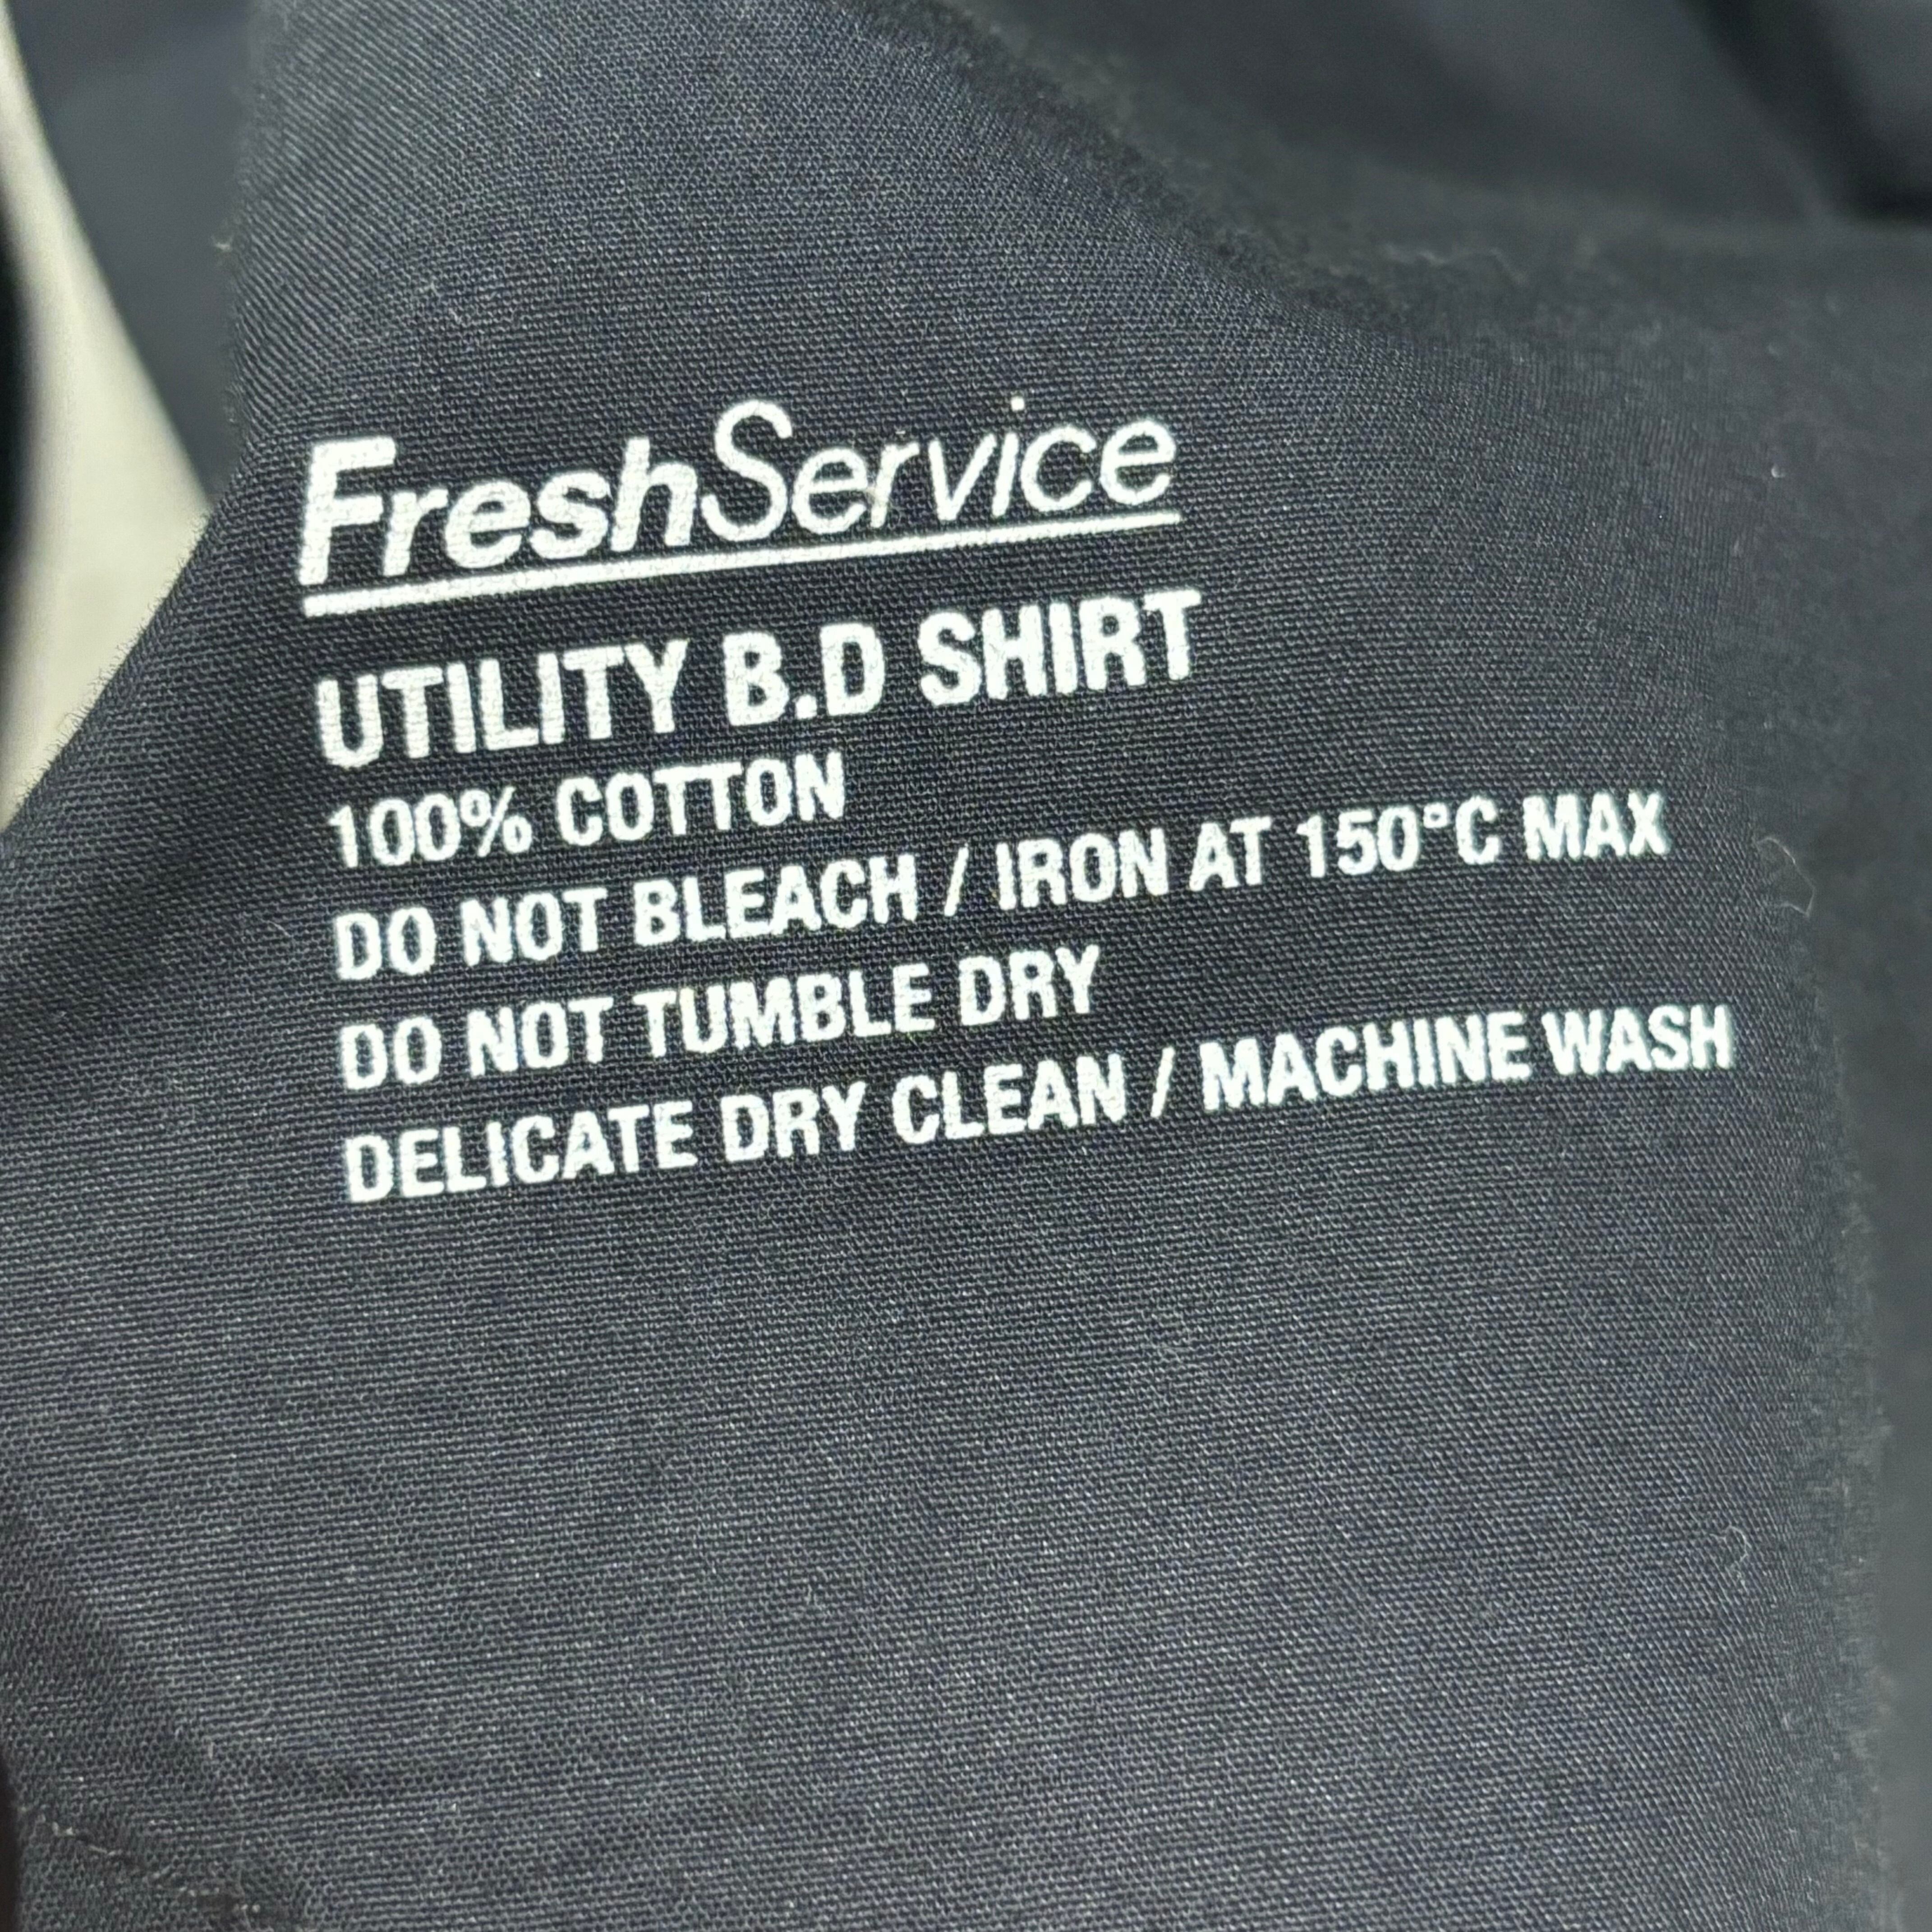 FreshService
UTILITY B.D SHIRT
100% COTTON
DO NOT BLEACH / IRON AT 150°C MAX
DO NOT TUMBLE DRY
DELICATE DRY CLEAN / MACHINE WASH